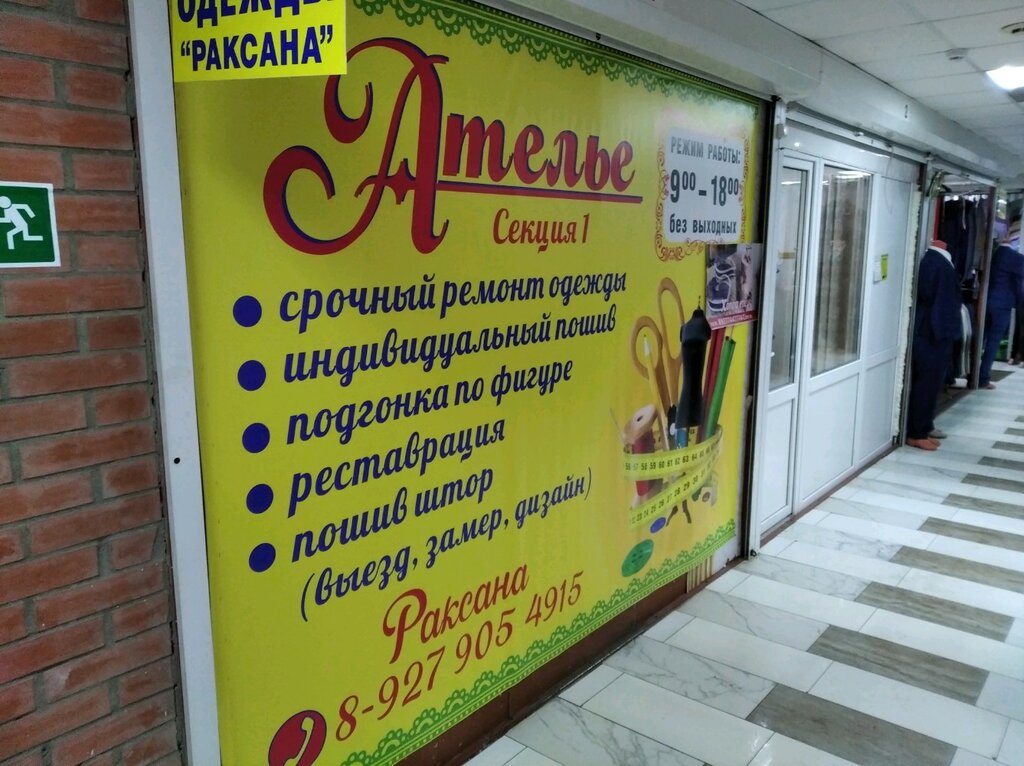 ОДЕЖДЫ
"РАКСАНА"
Ателье
Секция 1
РЕЖИМ РАБОТЫ:
9⁰⁰-18⁰⁰
без выходных
срочный ремонт одежды
индивидуальный пошив
подгонка по фигуре
реставрация
пошив штор
(выезд, замер, дизайн)
Раксана
8-927 905 4915